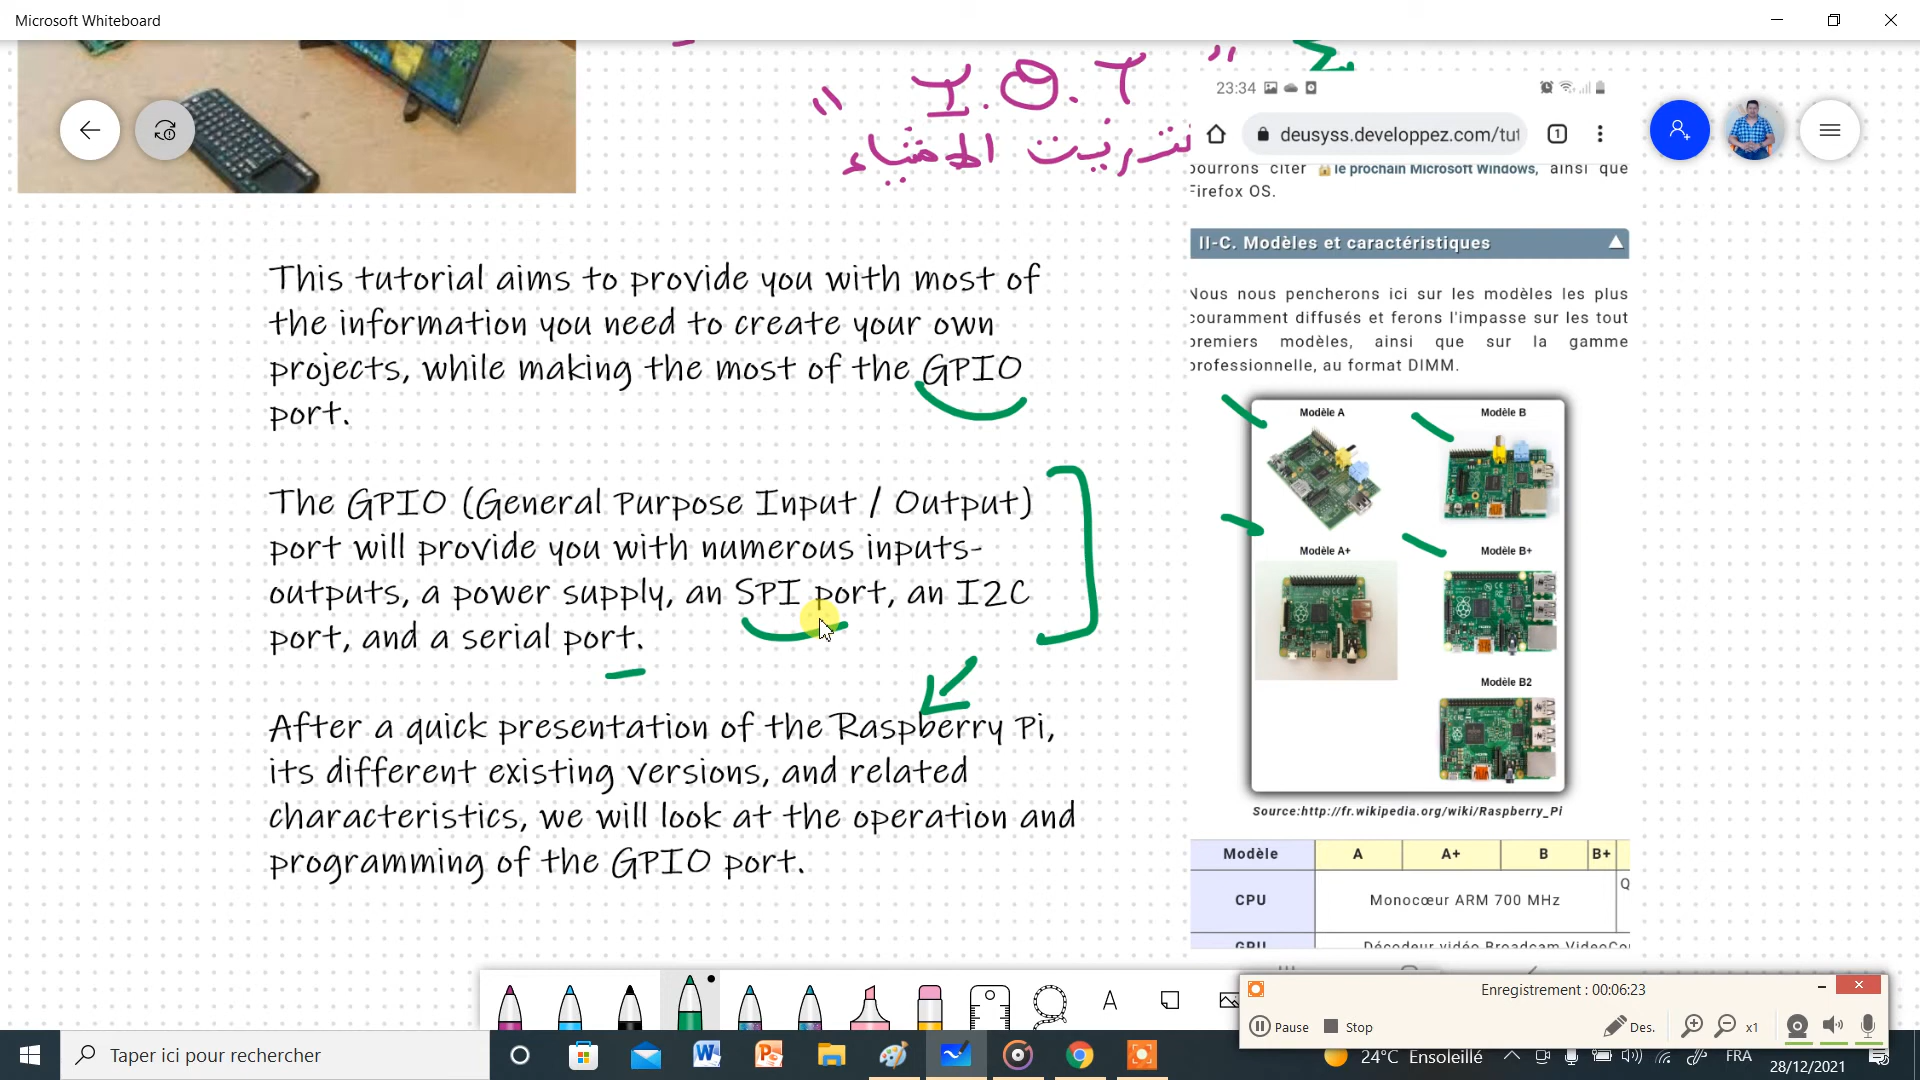 Microsoft Whiteboard
" I.O.T "
23:34
deusyss.developpez.com/tut
1
pourrons citer le prochain Microsoft Windows, ainsi que
Firefox OS.
II-C. Modèles et caractéristiques
Nous nous pencherons ici sur les modèles les plus
couramment diffusés et ferons l'impasse sur les tout
premiers modèles, ainsi que sur la gamme
professionnelle, au format DIMM.
Modèle A
Modèle B
Modèle A+
Modèle B+
Modèle B2
Source:http://fr.wikipedia.org/wiki/Raspberry_Pi
Modèle A A+ B B+
CPU Monocœur ARM 700 MHz Q
GPU Décodeur vidéo Broadcam VideoCo
This tutorial aims to provide you with most of
the information you need to create your own
projects, while making the most of the GPIO
port.
The GPIO (General Purpose Input / Output)
port will provide you with numerous inputs-
outputs, a power supply, an SPI port, an I2C
port, and a serial port.
After a quick presentation of the Raspberry Pi,
its different existing versions, and related
characteristics, we will look at the operation and
programming of the GPIO port.
A
Enregistrement : 00:06:23
Pause Stop Des. x1
Taper ici pour rechercher
24°C Ensoleillé
FRA
28/12/2021